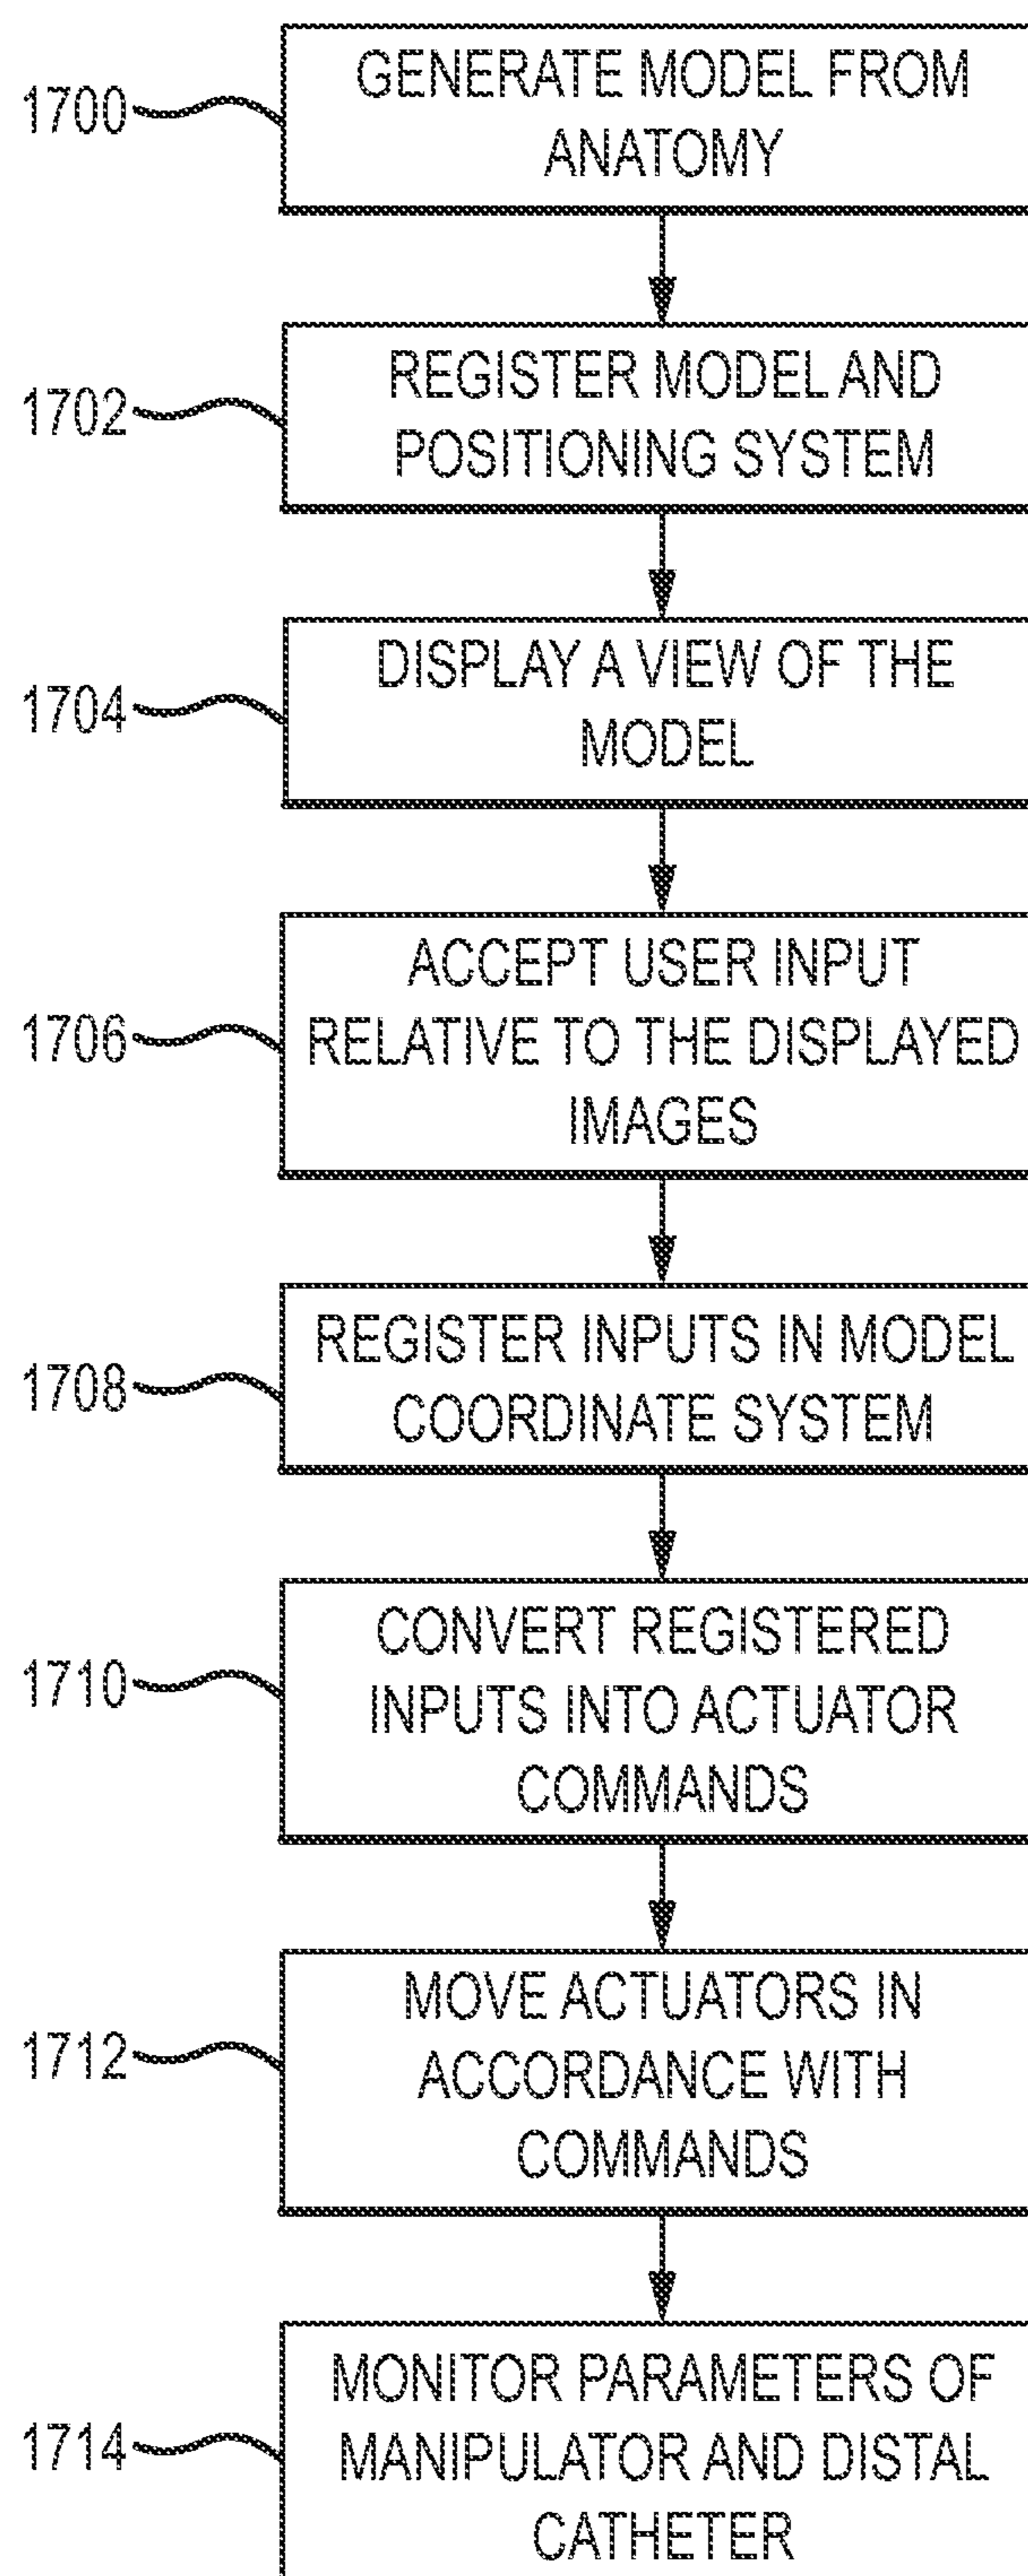 1700
GENERATE MODEL FROM
ANATOMY
1702
REGISTER MODEL AND
POSITIONING SYSTEM
1704
DISPLAY A VIEW OF THE
MODEL
1706
ACCEPT USER INPUT
RELATIVE TO THE DISPLAYED
IMAGES
1708
REGISTER INPUTS IN MODEL
COORDINATE SYSTEM
1710
CONVERT REGISTERED
INPUTS INTO ACTUATOR
COMMANDS
1712
MOVE ACTUATORS IN
ACCORDANCE WITH
COMMANDS
1714
MONITOR PARAMETERS OF
MANIPULATOR AND DISTAL
CATHETER